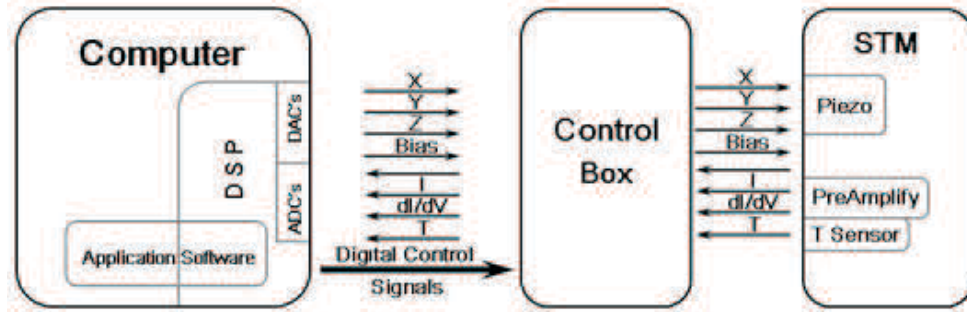 Computer
DSP
DAC's
ADC's
Application Software
X
Y
Z
Bias
I
dI/dV
T
Digital Control
Signals
Control
Box
X
Y
Z
Bias
I
dI/dV
T
STM
Piezo
PreAmplify
T Sensor